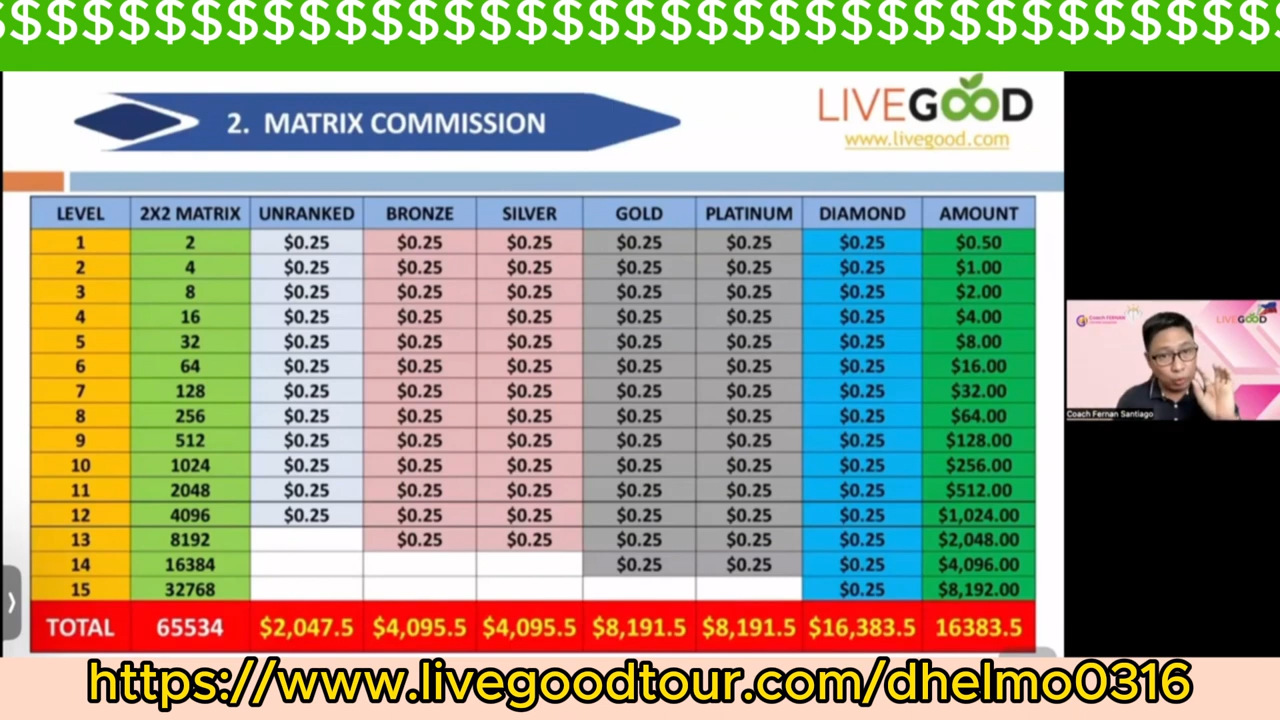 $$$$$$$$$$$$$$$$$$$$$$$$$$$$$$$$$$$
2. MATRIX COMMISSION
LIVEGOOD
www.livegood.com
LEVEL 2X2 MATRIX UNRANKED BRONZE SILVER GOLD PLATINUM DIAMOND AMOUNT
1 2 $0.25 $0.25 $0.25 $0.25 $0.25 $0.25 $0.50
2 4 $0.25 $0.25 $0.25 $0.25 $0.25 $0.25 $1.00
3 8 $0.25 $0.25 $0.25 $0.25 $0.25 $0.25 $2.00
4 16 $0.25 $0.25 $0.25 $0.25 $0.25 $0.25 $4.00
5 32 $0.25 $0.25 $0.25 $0.25 $0.25 $0.25 $8.00
6 64 $0.25 $0.25 $0.25 $0.25 $0.25 $0.25 $16.00
7 128 $0.25 $0.25 $0.25 $0.25 $0.25 $0.25 $32.00
8 256 $0.25 $0.25 $0.25 $0.25 $0.25 $0.25 $64.00
9 512 $0.25 $0.25 $0.25 $0.25 $0.25 $0.25 $128.00
10 1024 $0.25 $0.25 $0.25 $0.25 $0.25 $0.25 $256.00
11 2048 $0.25 $0.25 $0.25 $0.25 $0.25 $0.25 $512.00
12 4096 $0.25 $0.25 $0.25 $0.25 $0.25 $0.25 $1,024.00
13 8192 $0.25 $0.25 $0.25 $0.25 $0.25 $2,048.00
14 16384 $0.25 $0.25 $0.25 $4,096.00
15 32768 $0.25 $8,192.00
TOTAL 65534 $2,047.5 $4,095.5 $4,095.5 $8,191.5 $8,191.5 $16,383.5 16383.5
Coach FERNAN
LIVEGOOD
Coach Fernan Santiago
https://www.livegoodtour.com/dhelmo0316